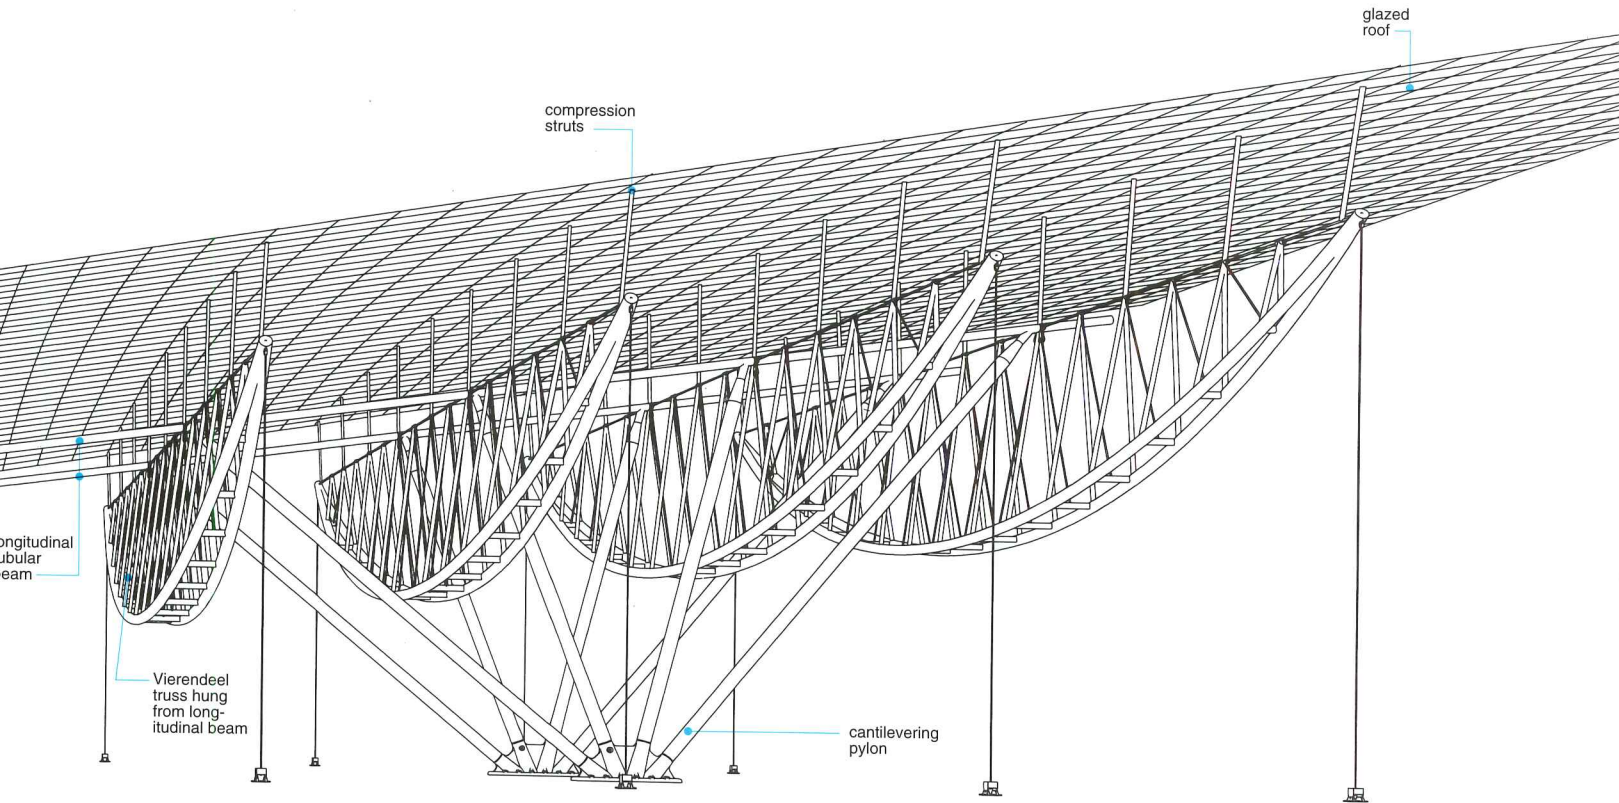 glazed
roof
compression
struts
ongitudinal
ubular
eam
Vierendeel
truss hung
from long-
itudinal beam
cantilevering
pylon